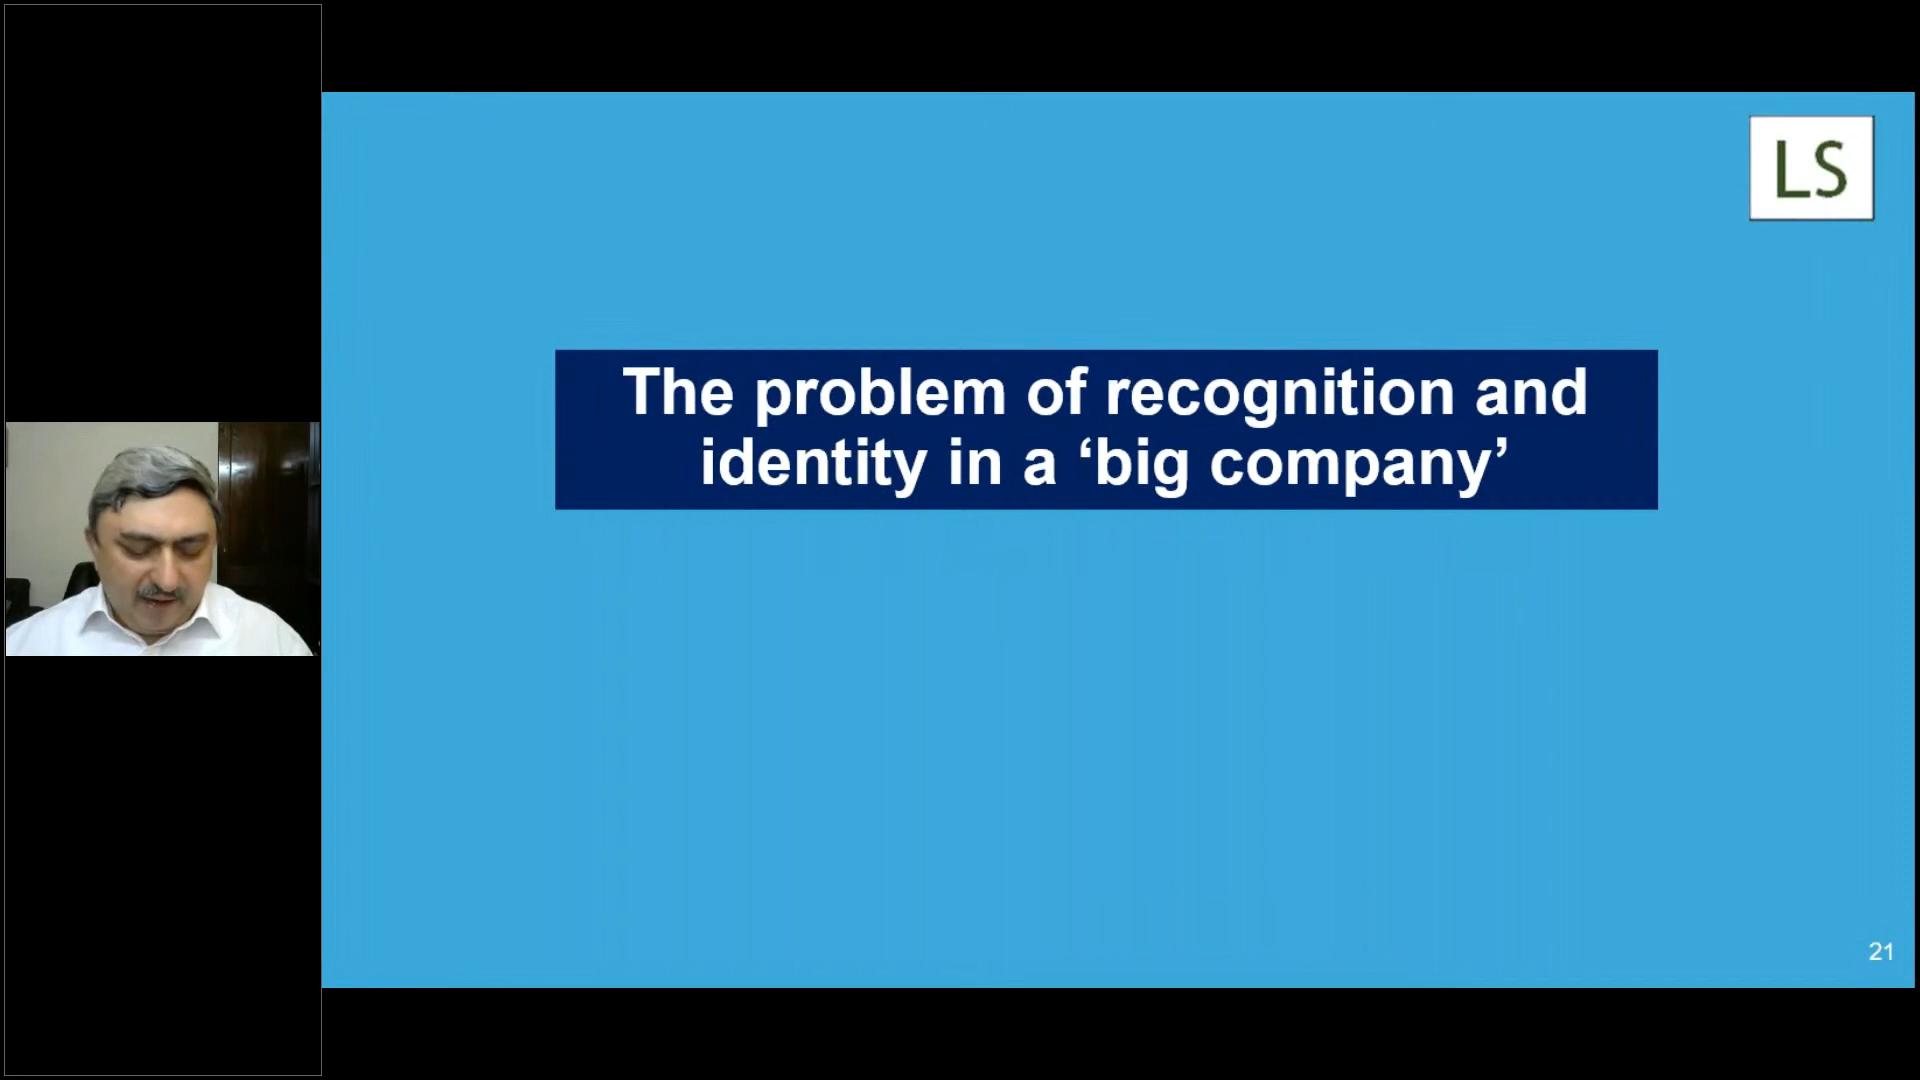 LS
The problem of recognition and
identity in a ‘big company’
21